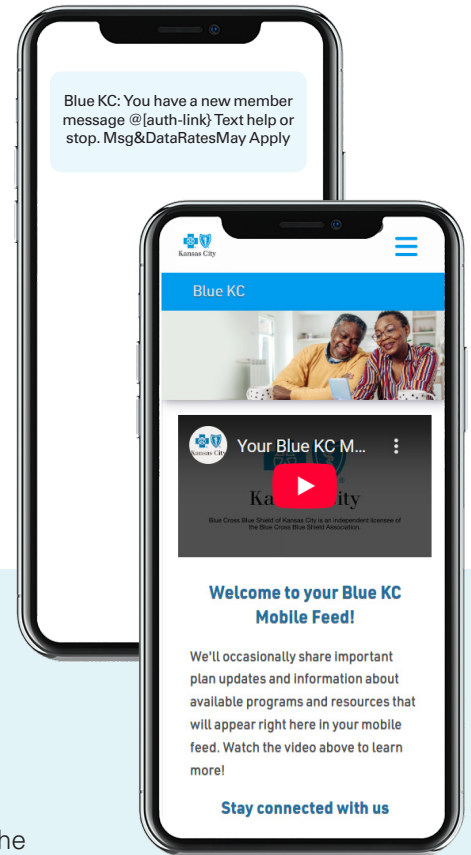 Blue KC: You have a new member
message @[auth-link} Text help or
stop. Msg&DataRatesMay Apply
Kansas City
Blue KC
Kansas City
Your Blue KC M...
Kansas City
Blue Cross Blue Shield of Kansas City is an independent licensee of
the Blue Cross Blue Shield Association.
Welcome to your Blue KC
Mobile Feed!
We'll occasionally share important
plan updates and information about
available programs and resources that
will appear right here in your mobile
feed. Watch the video above to learn
more!
Stay connected with us
he